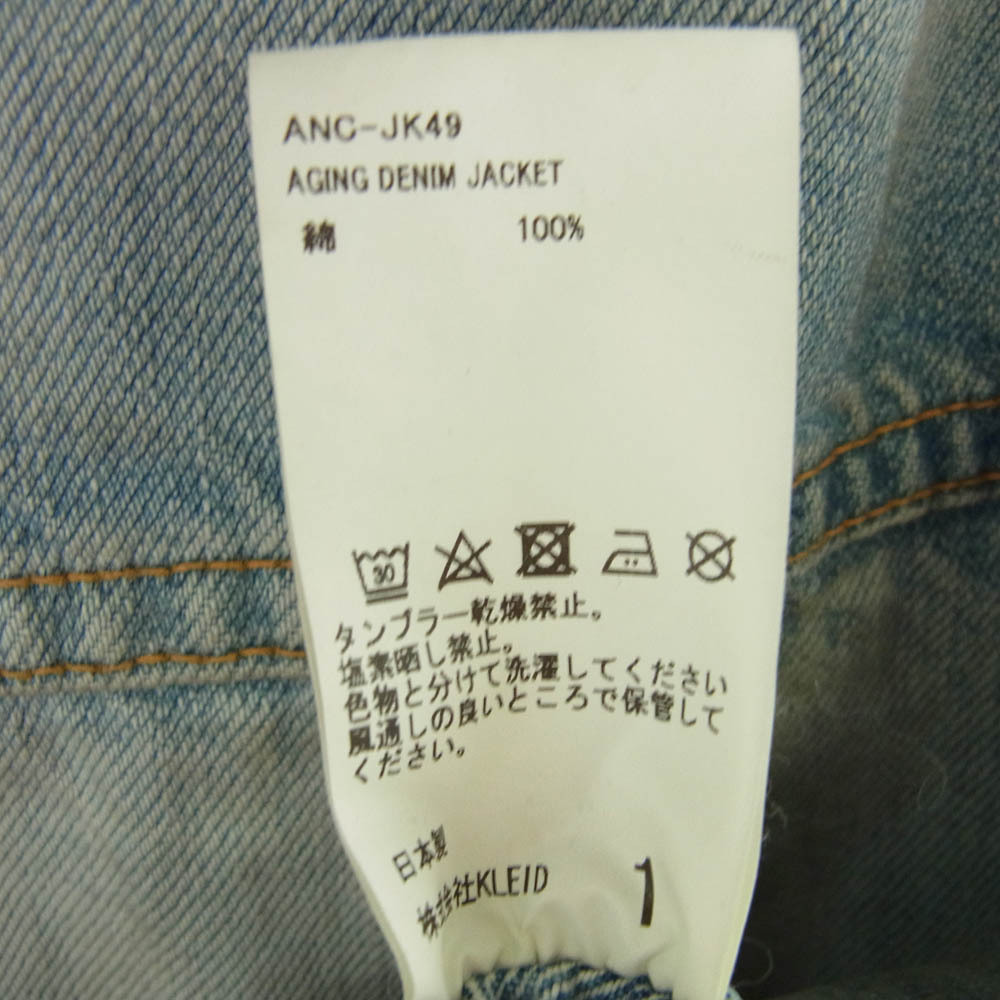 ANC-JK49
AGING DENIM JACKET
綿 100%
30
タンブラー乾燥禁止。
塩素晒し禁止。
色物と分けて洗濯してください
風通しの良いところで保管して
ください。
日本製
株式会社KLEID
1